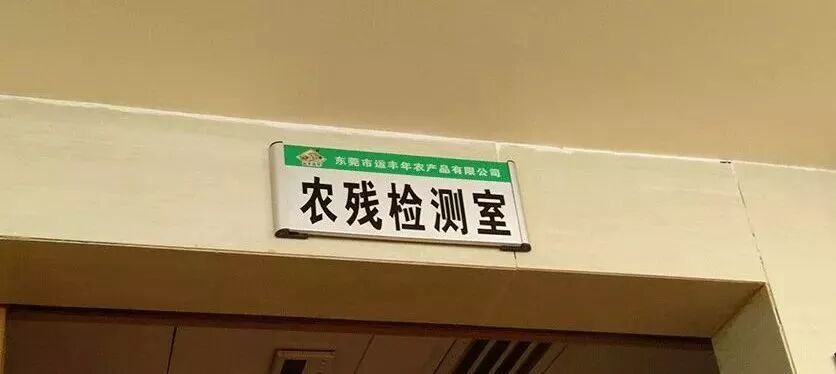 东莞市运丰年农产品有限公司
农残检测室